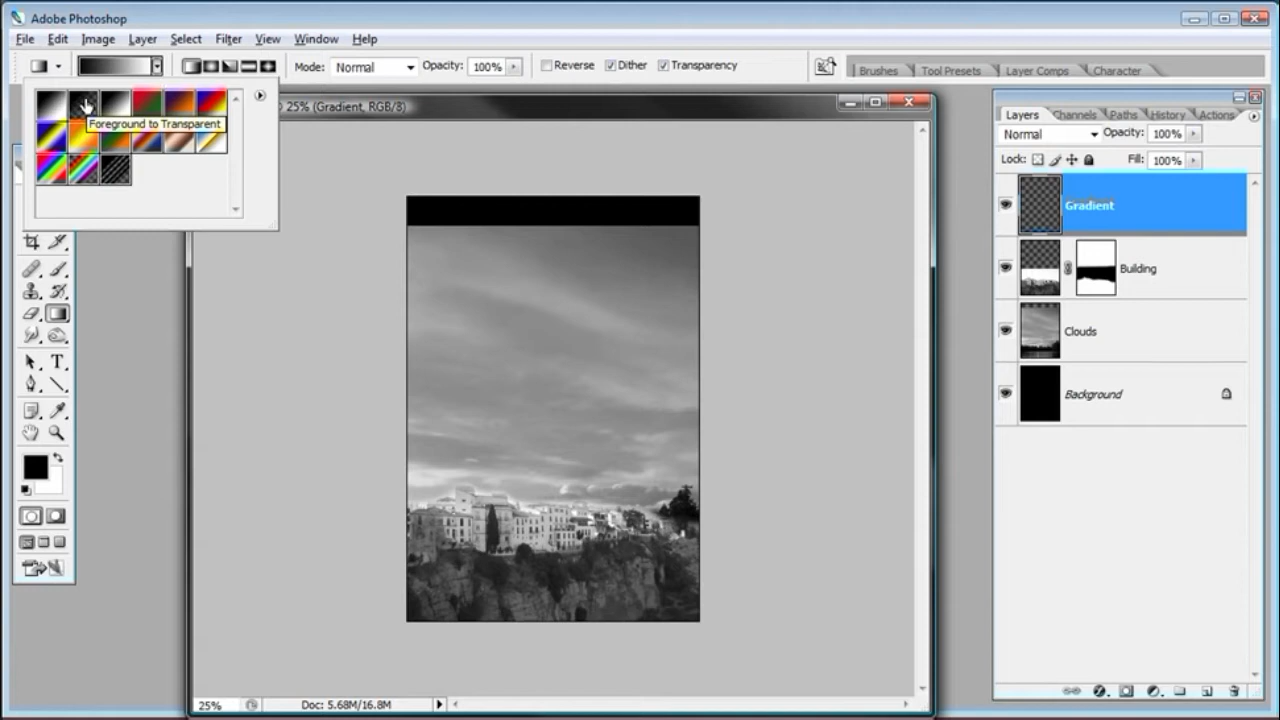 Adobe Photoshop
File Edit Image Layer Select Filter View Window Help
Mode: Normal Opacity: 100% Reverse Dither Transparency
Brushes Tool Presets Layer Comps Character
Foreground to Transparent
25% (Gradient, RGB/8)
Layers Channels Paths History Actions
Normal Opacity: 100%
Lock: Fill: 100%
Gradient
Building
Clouds
Background
T
25% Doc: 5.68M/16.8M